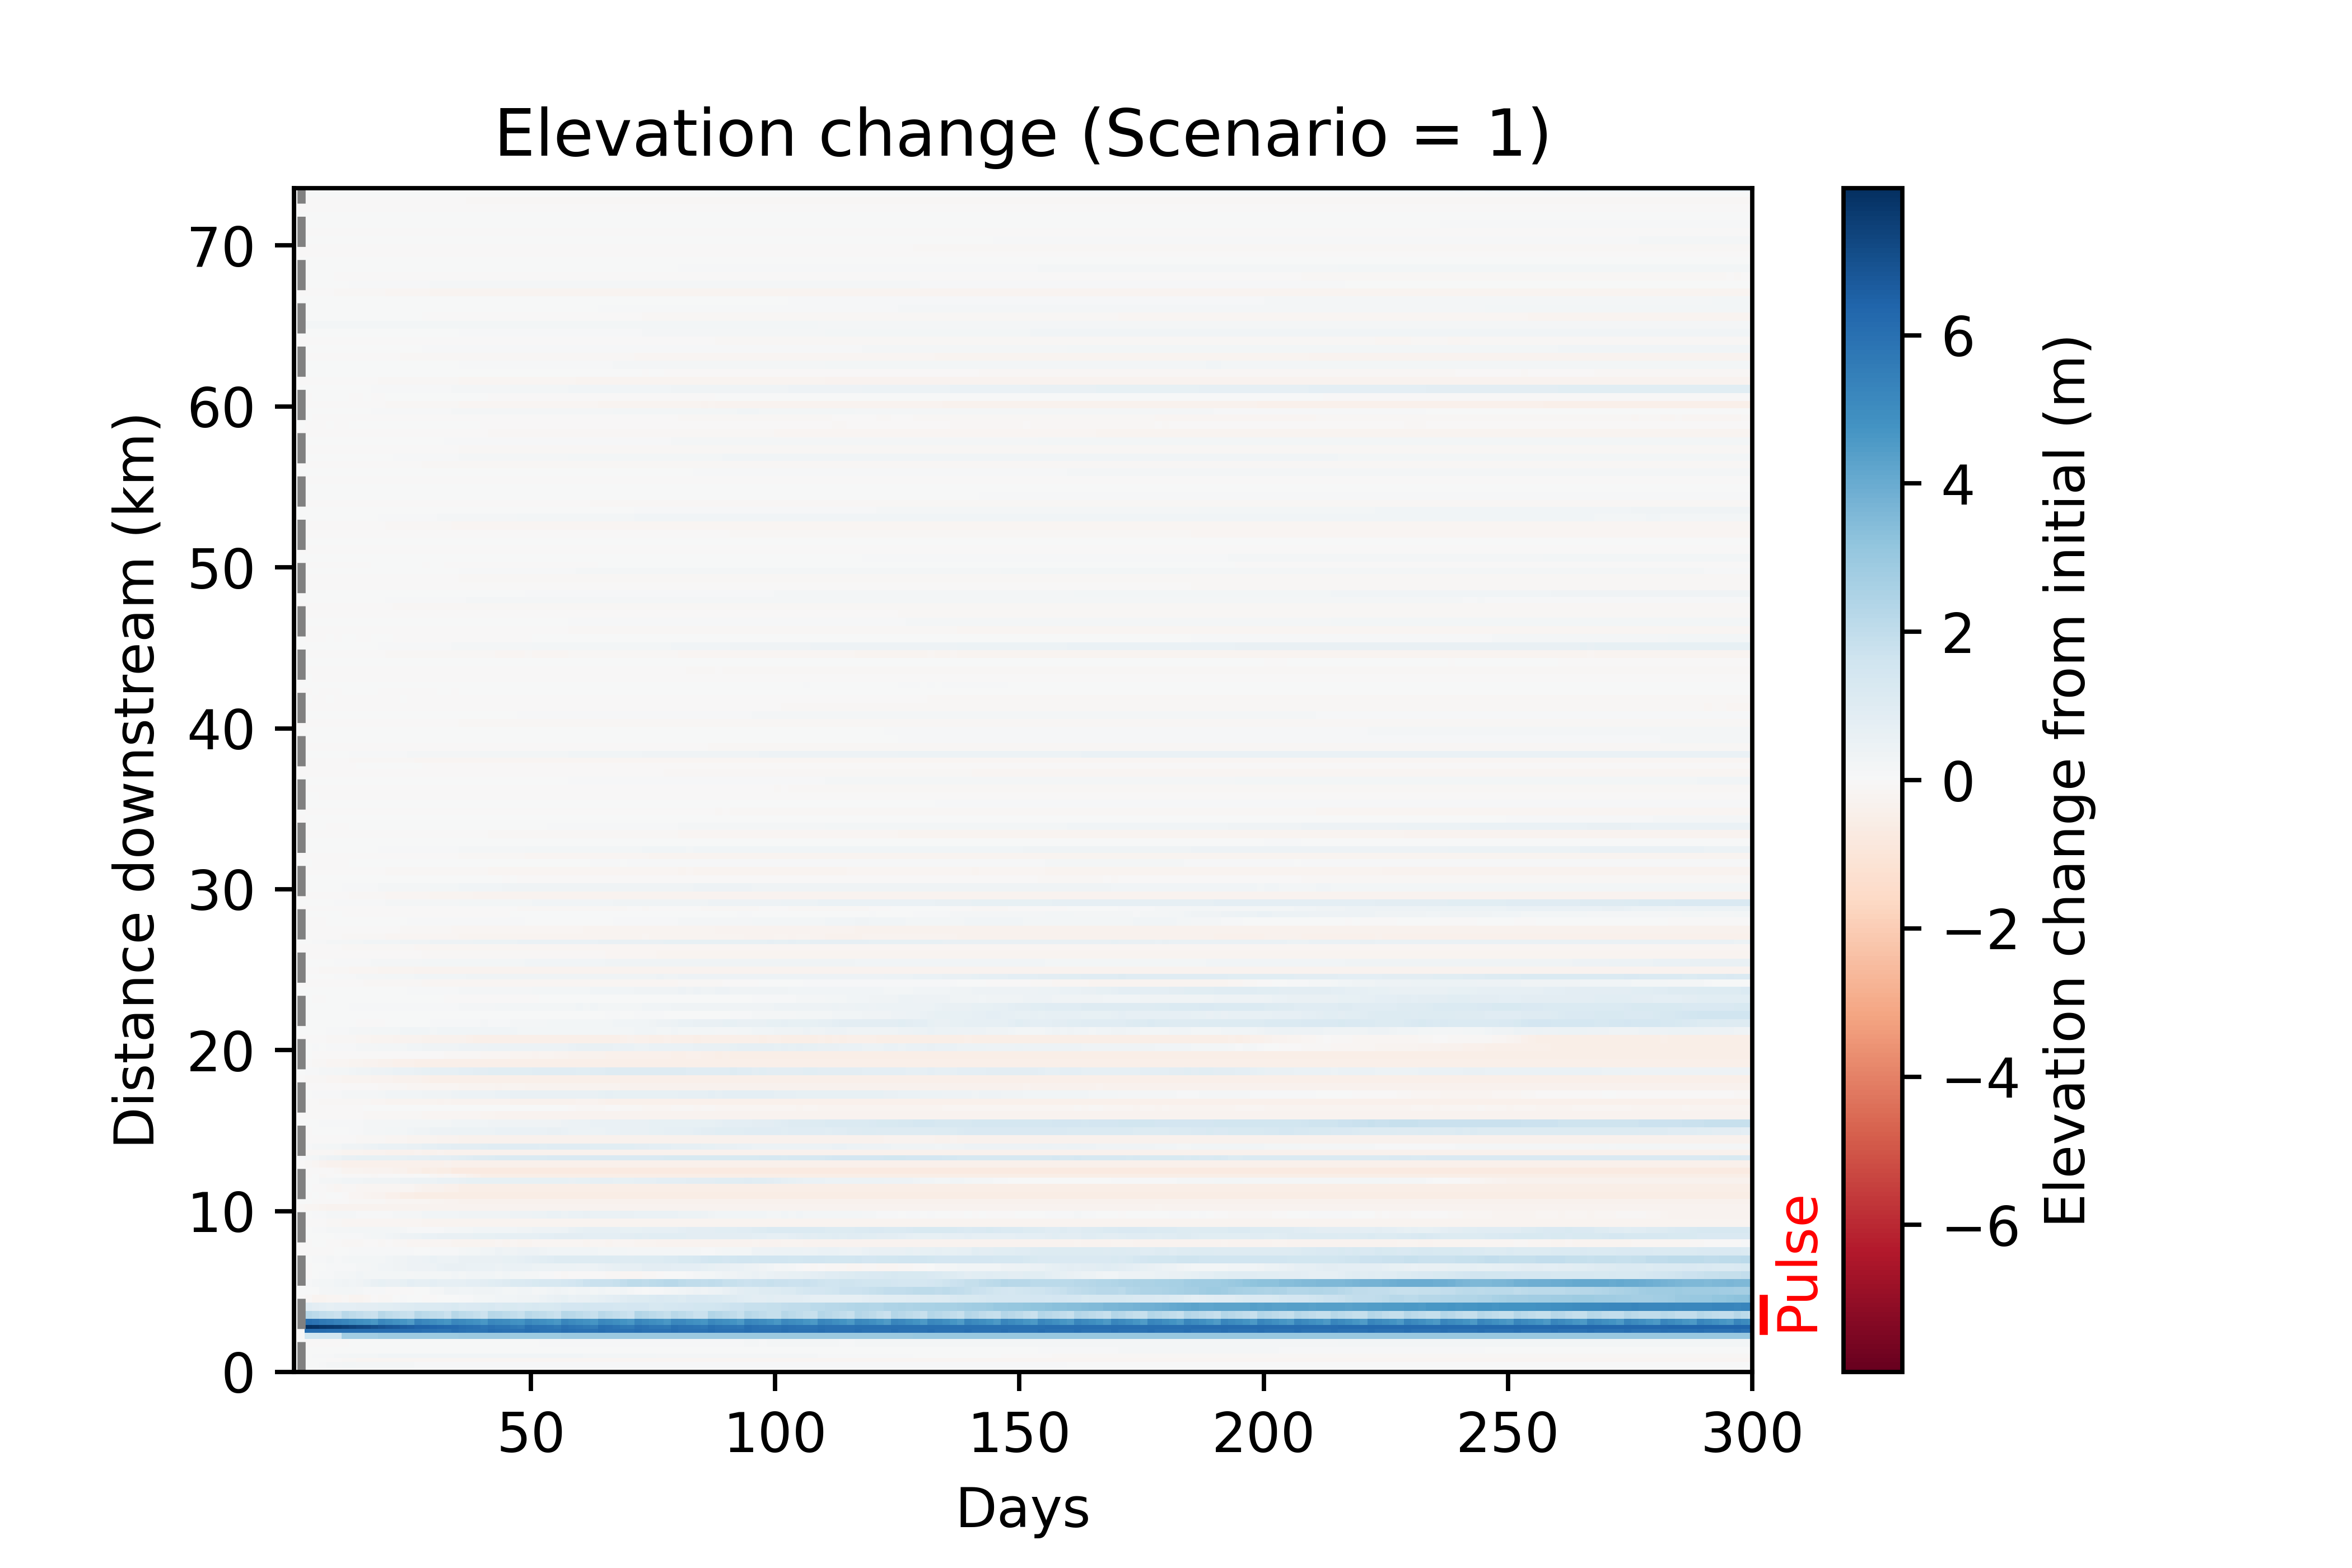 Elevation change (Scenario = 1)
Distance downstream (km)
70
60
50
40
30
20
10
0
50 100 150 200 250 300
Days
Pulse
6
4
2
0
−2
−4
−6
Elevation change from initial (m)